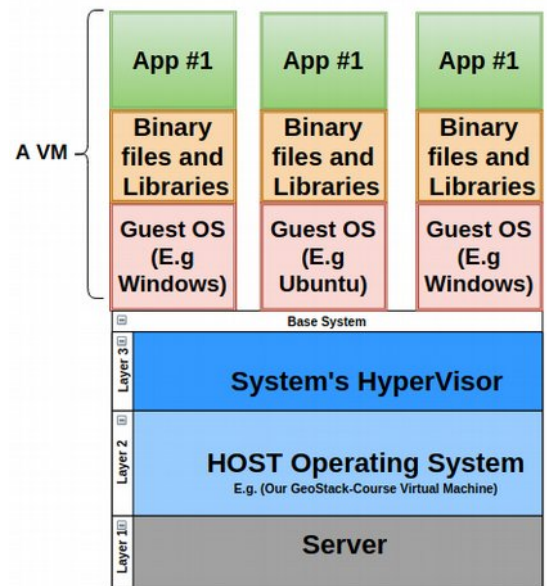 App #1
App #1
App #1
A VM
Binary
files and
Libraries
Binary
files and
Libraries
Binary
files and
Libraries
Guest OS
(E.g
Windows)
Guest OS
(E.g
Ubuntu)
Guest OS
(E.g
Windows)
Base System
Layer 3
System's HyperVisor
Layer 2
HOST Operating System
E.g. (Our GeoStack-Course Virtual Machine)
Layer 1
Server